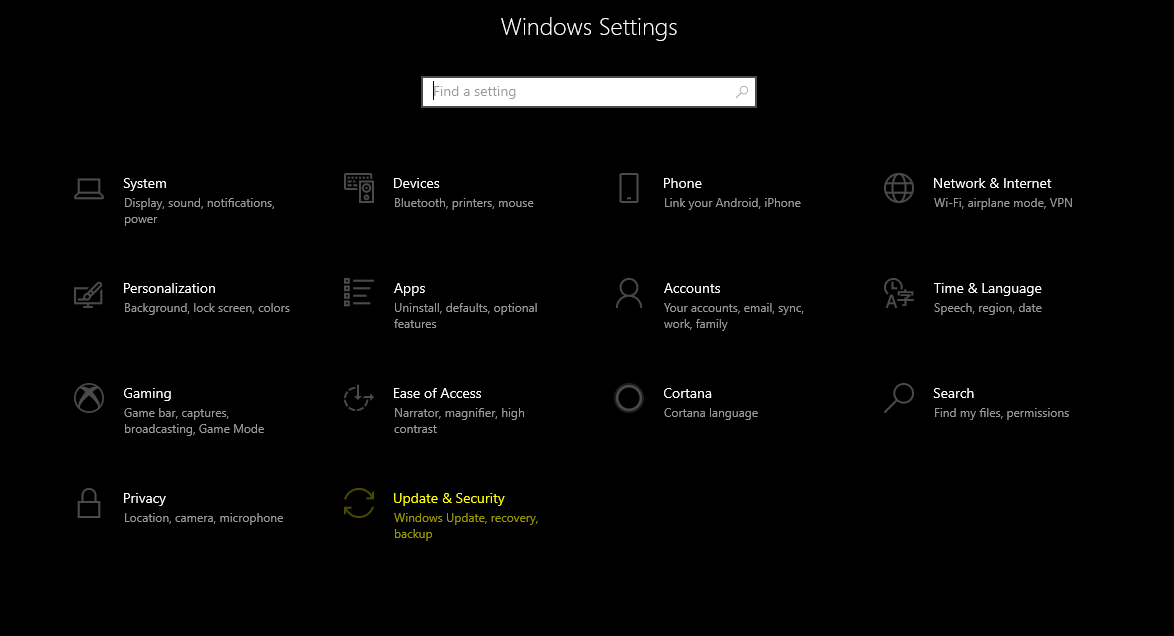 Windows Settings
Find a setting
System
Display, sound, notifications,
power
Devices
Bluetooth, printers, mouse
Phone
Link your Android, iPhone
Network & Internet
Wi-Fi, airplane mode, VPN
Personalization
Background, lock screen, colors
Apps
Uninstall, defaults, optional
features
Accounts
Your accounts, email, sync,
work, family
Time & Language
Speech, region, date
Gaming
Game bar, captures,
broadcasting, Game Mode
Ease of Access
Narrator, magnifier, high
contrast
Cortana
Cortana language
Search
Find my files, permissions
Privacy
Location, camera, microphone
Update & Security
Windows Update, recovery,
backup